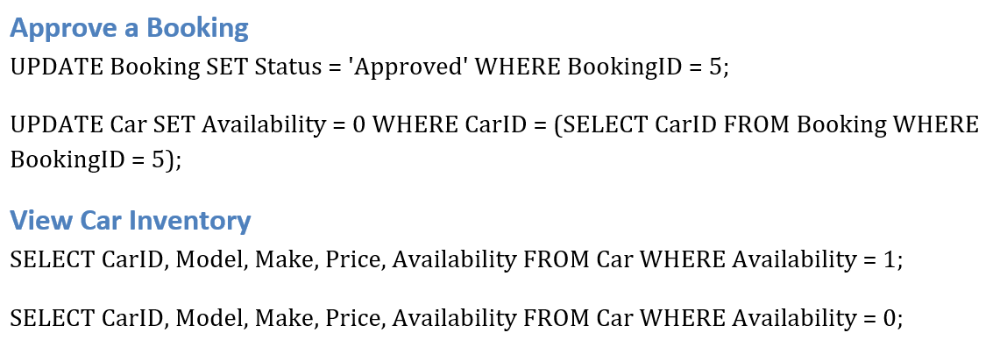 Approve a Booking
UPDATE Booking SET Status = 'Approved' WHERE BookingID = 5;
UPDATE Car SET Availability = 0 WHERE CarID = (SELECT CarID FROM Booking WHERE
BookingID = 5);
View Car Inventory
SELECT CarID, Model, Make, Price, Availability FROM Car WHERE Availability = 1;
SELECT CarID, Model, Make, Price, Availability FROM Car WHERE Availability = 0;